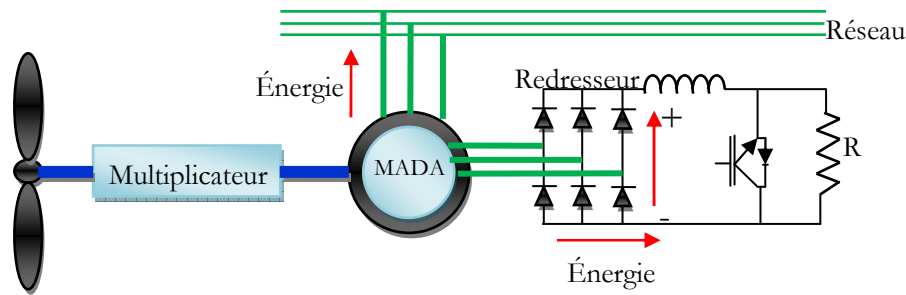 Réseau
Énergie
Redresseur
+
Multiplicateur
MADA
R
-
Énergie